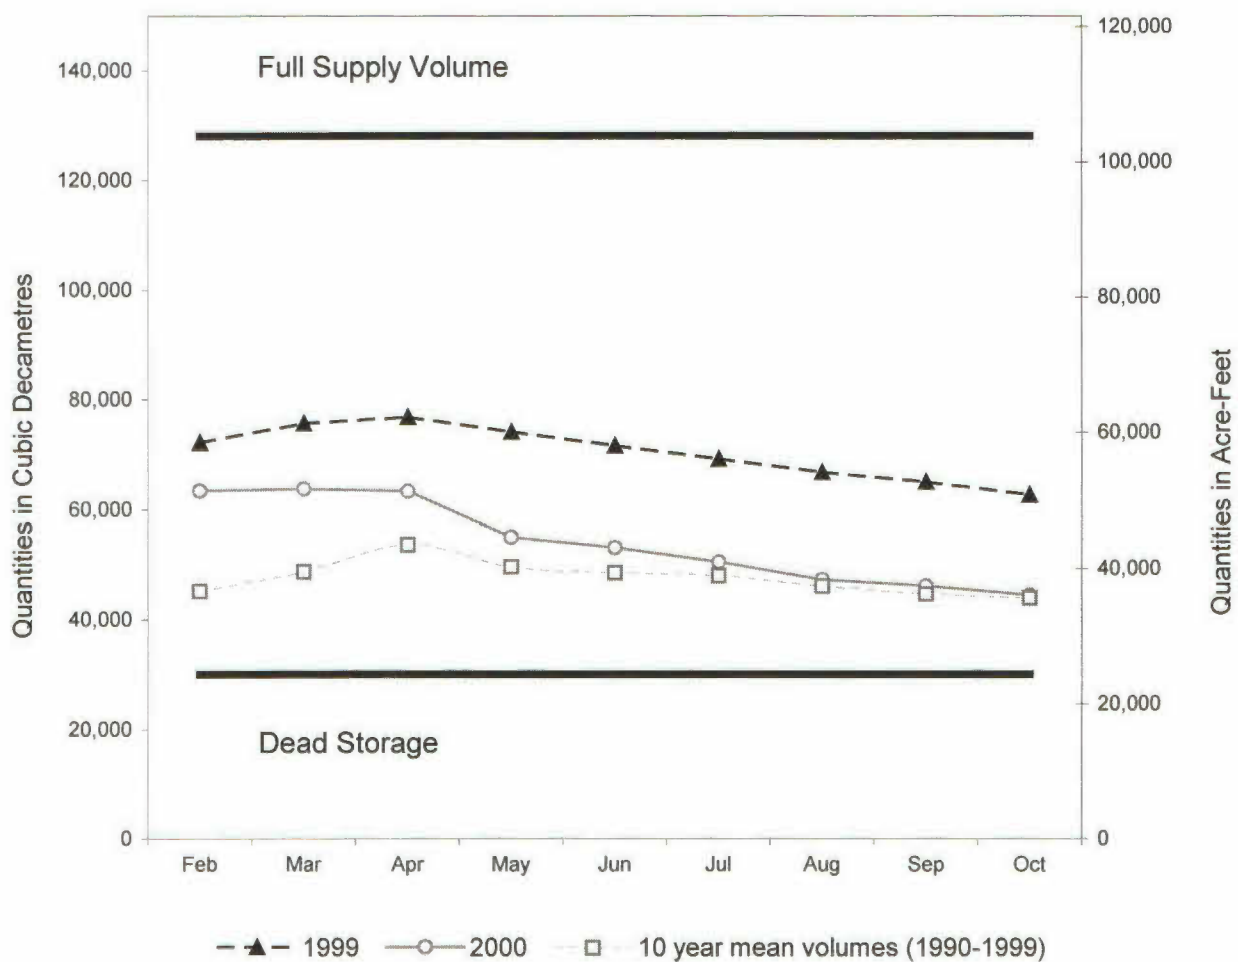 Full Supply Volume
Dead Storage
Quantities in Cubic Decametres
140,000
120,000
100,000
80,000
60,000
40,000
20,000
0
120,000
100,000
80,000
60,000
40,000
20,000
0
Quantities in Acre-Feet
Feb Mar Apr May Jun Jul Aug Sep Oct
1999 2000 10 year mean volumes (1990-1999)